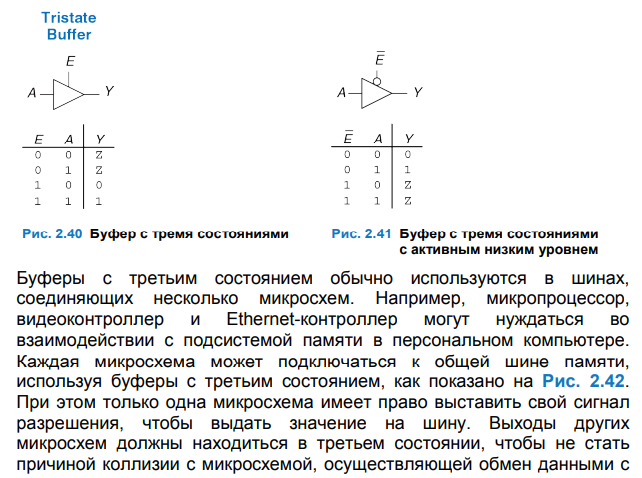 Tristate
Buffer
E
A Y
E A Y
0 0 Z
0 1 Z
1 0 0
1 1 1
Рис. 2.40 Буфер с тремя состояниями
E̅
A Y
E̅ A Y
0 0 0
0 1 1
1 0 Z
1 1 Z
Рис. 2.41 Буфер с тремя состояниями
с активным низким уровнем
Буферы с третьим состоянием обычно используются в шинах,
соединяющих несколько микросхем. Например, микропроцессор,
видеоконтроллер и Ethernet-контроллер могут нуждаться во
взаимодействии с подсистемой памяти в персональном компьютере.
Каждая микросхема может подключаться к общей шине памяти,
используя буферы с третьим состоянием, как показано на Рис. 2.42.
При этом только одна микросхема имеет право выставить свой сигнал
разрешения, чтобы выдать значение на шину. Выходы других
микросхем должны находиться в третьем состоянии, чтобы не стать
причиной коллизии с микросхемой, осуществляющей обмен данными с